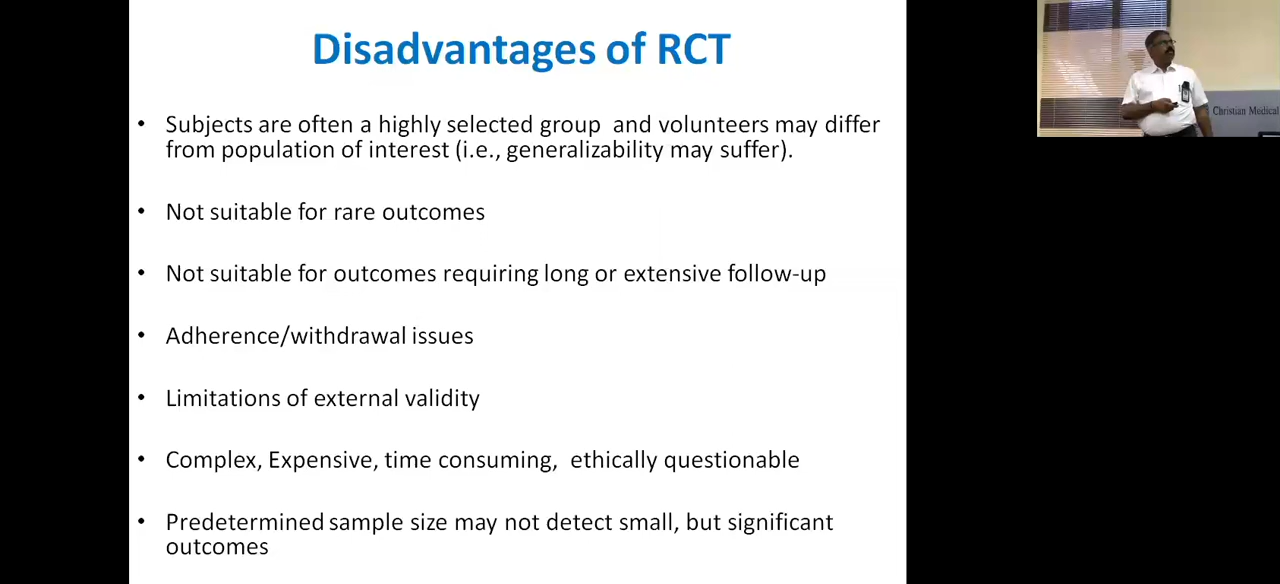 Disadvantages of RCT
• Subjects are often a highly selected group and volunteers may differ
from population of interest (i.e., generalizability may suffer).
• Not suitable for rare outcomes
• Not suitable for outcomes requiring long or extensive follow-up
• Adherence/withdrawal issues
• Limitations of external validity
• Complex, Expensive, time consuming, ethically questionable
• Predetermined sample size may not detect small, but significant
outcomes
Christian Medical